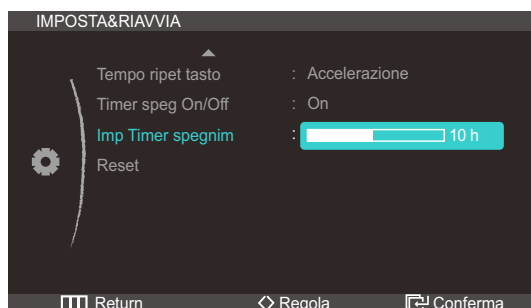 IMPOSTA&RIAVVIA
Tempo ripet tasto : Accelerazione
Timer speg On/Off : On
Imp Timer spegnim : 10 h
Reset
Return Regola Conferma